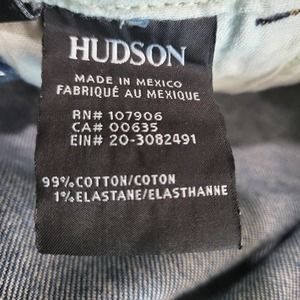 HUDSON
MADE IN MEXICO
FABRIQUÉ AU MEXIQUE
RN# 107906
CA# 00635
EIN# 20-3082491
99% COTTON/COTON
1% ELASTANE/ELASTHANNE